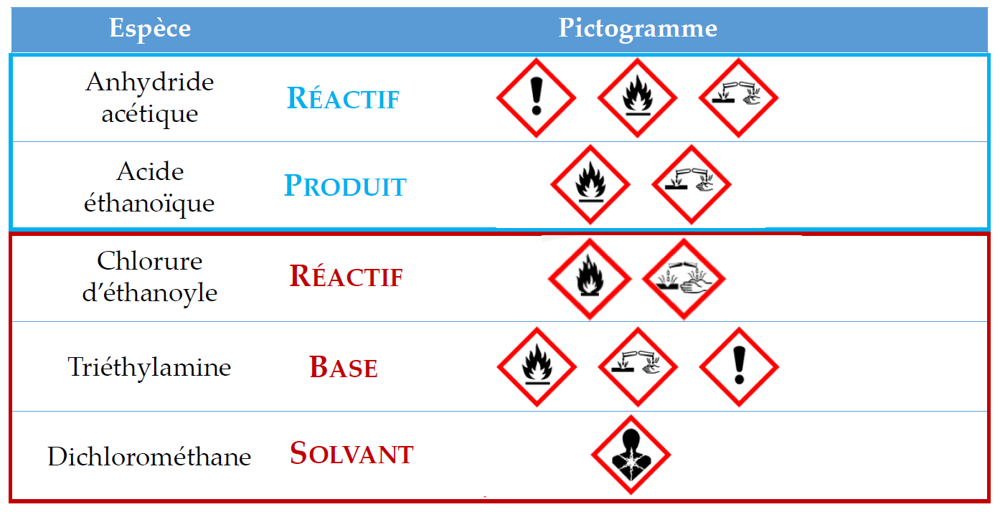 Espèce Pictogramme
Anhydride
acétique
RÉACTIF
Acide
éthanoïque
PRODUIT
Chlorure
d’éthanoyle
RÉACTIF
Triéthylamine BASE
Dichlorométhane SOLVANT